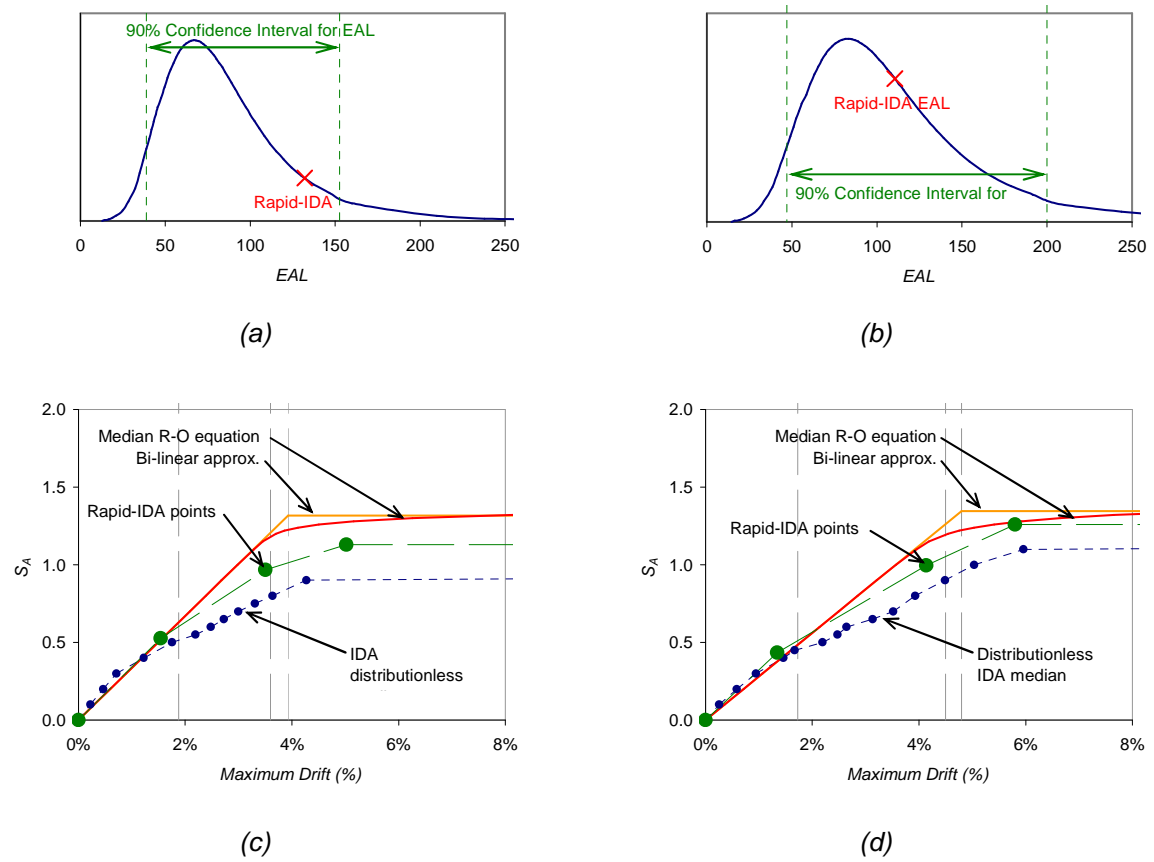 90% Confidence Interval for EAL
Rapid-IDA
0 50 100 150 200 250
EAL
(a)
Rapid-IDA EAL
90% Confidence Interval for
0 50 100 150 200 250
EAL
(b)
2.0
1.5
1.0
0.5
0.0
S_A
Median R-O equation
Bi-linear approx.
Rapid-IDA points
IDA
distributionless
0% 2% 4% 6% 8%
Maximum Drift (%)
(c)
2.0
1.5
1.0
0.5
0.0
S_A
Median R-O equation
Bi-linear approx.
Rapid-IDA points
Distributionless
IDA median
0% 2% 4% 6% 8%
Maximum Drift (%)
(d)